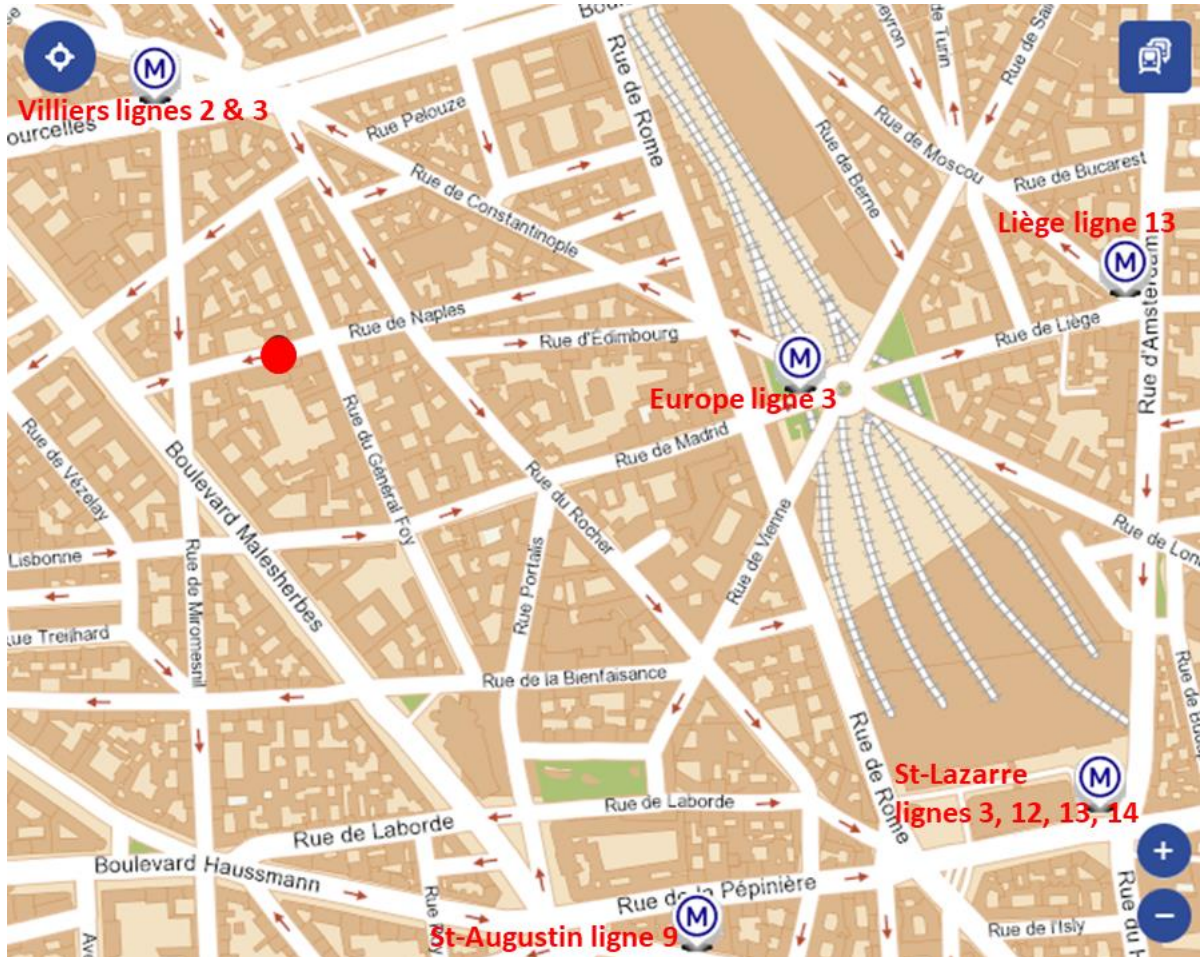 Villiers lignes 2 & 3
ourcelles
Rue Pelouze
Rue de Constantinople
Rue de Rome
Rue de Berne
de Turin
Rue de Moscou
Rue de Bucarest
Liège ligne 13
Rue de Naples
Rue d'Édimbourg
Rue de Liège
Rue d'Amsterdam
Europe ligne 3
Rue de Madrid
Rue de Vézelay
Boulevard Malesherbes
Rue du Général Foy
Rue du Rocher
Rue de Vienne
Rue de Lond
Lisbonne
Rue de Miromesnil
Rue Portalis
Rue Treilhard
Rue de la Bienfaisance
Rue de Rome
St-Lazarre
lignes 3, 12, 13, 14
Rue de Laborde
Rue de Laborde
Boulevard Haussmann
Rue de la Pépinière
St-Augustin ligne 9
Rue de l'Isly
Rue du H
M
M
M
M
M
+
−